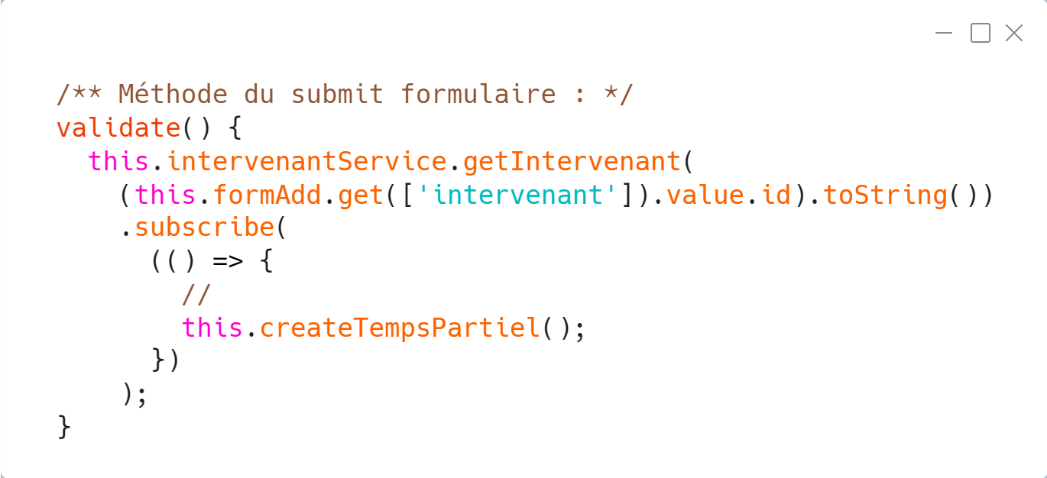 /** Méthode du submit formulaire : */
validate() {
  this.intervenantService.getIntervenant(
    (this.formAdd.get(['intervenant']).value.id).toString())
    .subscribe(
      (() => {
        //
        this.createTempsPartiel();
      })
    );
}